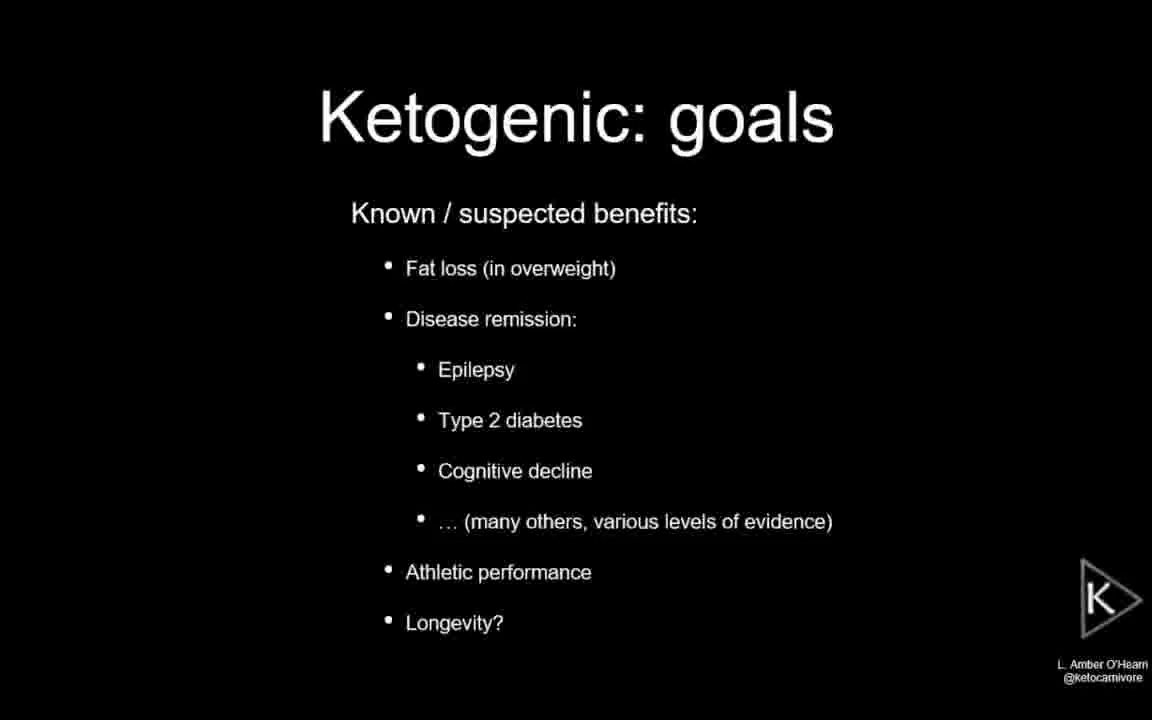 Ketogenic: goals
Known / suspected benefits:
• Fat loss (in overweight)
• Disease remission:
• Epilepsy
• Type 2 diabetes
• Cognitive decline
• … (many others, various levels of evidence)
• Athletic performance
• Longevity?
K
L. Amber O'Hearn
@ketocarnivore